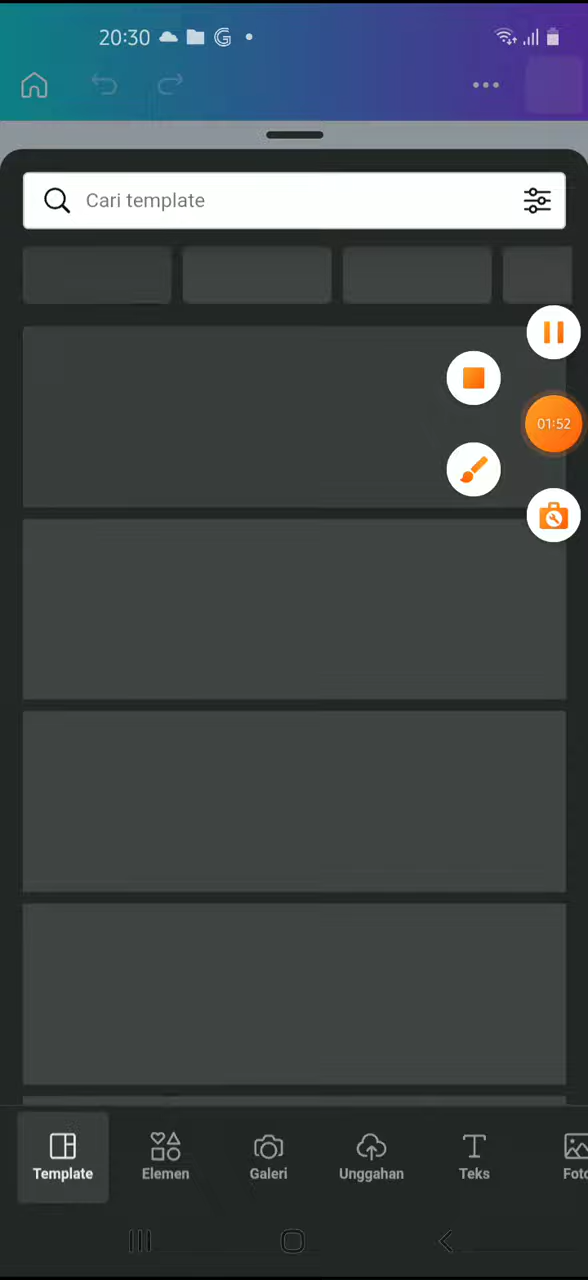 20:30
Cari template
01:52
Template
Elemen
Galeri
Unggahan
Teks
Foto